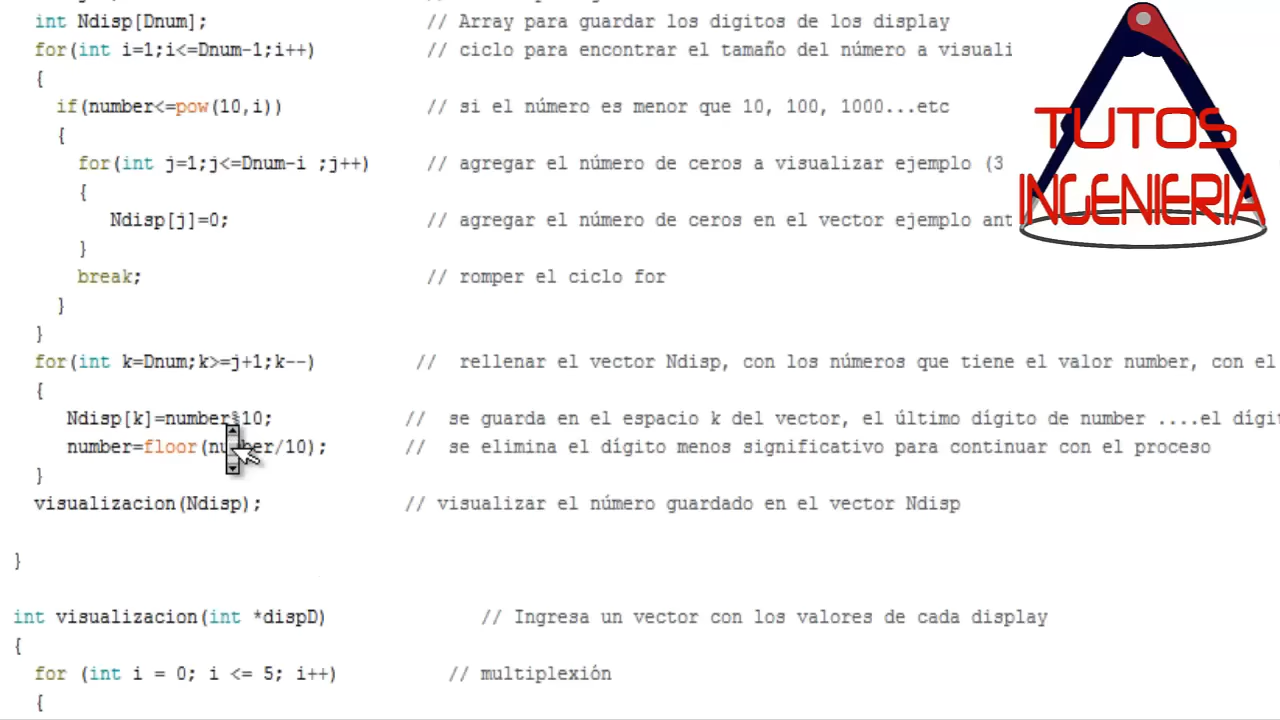 int Ndisp[Dnum]; // Array para guardar los digitos de los display
for(int i=1;i<=Dnum-1;i++) // ciclo para encontrar el tamaño del número a visuali
{
if(number<=pow(10,i)) // si el número es menor que 10, 100, 1000...etc
{
for(int j=1;j<=Dnum-i ;j++) // agregar el número de ceros a visualizar ejemplo (3
{
Ndisp[j]=0; // agregar el número de ceros en el vector ejemplo ant
}
break; // romper el ciclo for
}
}
for(int k=Dnum;k>=j+1;k--) // rellenar el vector Ndisp, con los números que tiene el valor number, con el
{
Ndisp[k]=number%10; // se guarda en el espacio k del vector, el último dígito de number ....el dígit
number=floor(number/10); // se elimina el dígito menos significativo para continuar con el proceso
}
visualizacion(Ndisp); // visualizar el número guardado en el vector Ndisp
}
int visualizacion(int *dispD) // Ingresa un vector con los valores de cada display
{
for (int i = 0; i <= 5; i++) // multiplexión
{
TUTOS
INGENIERIA